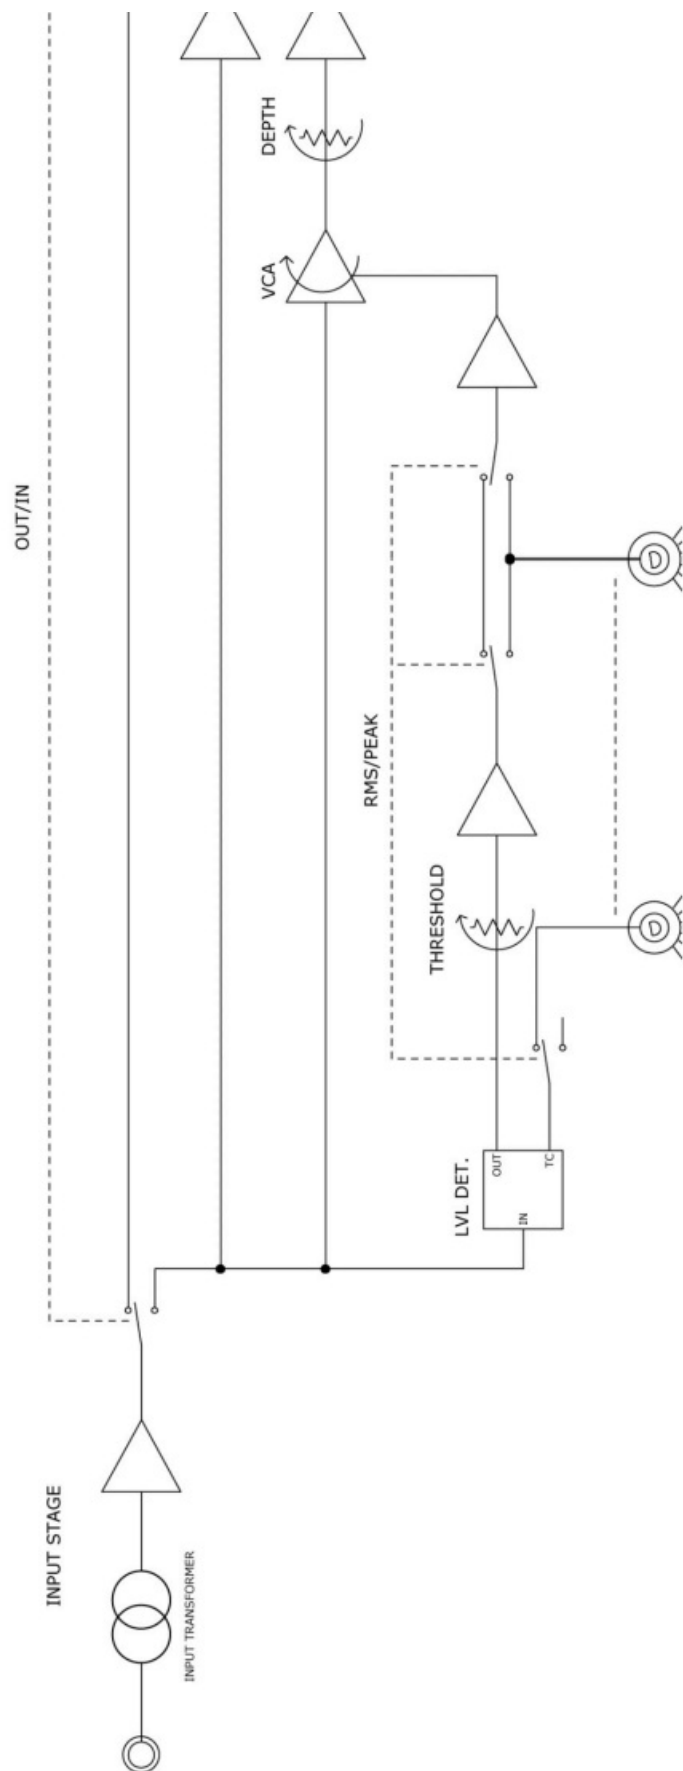 DEPTH
VCA
OUT/IN
RMS/PEAK
THRESHOLD
LVL DET.
OUT
TC
IN
INPUT STAGE
INPUT TRANSFORMER
D
D